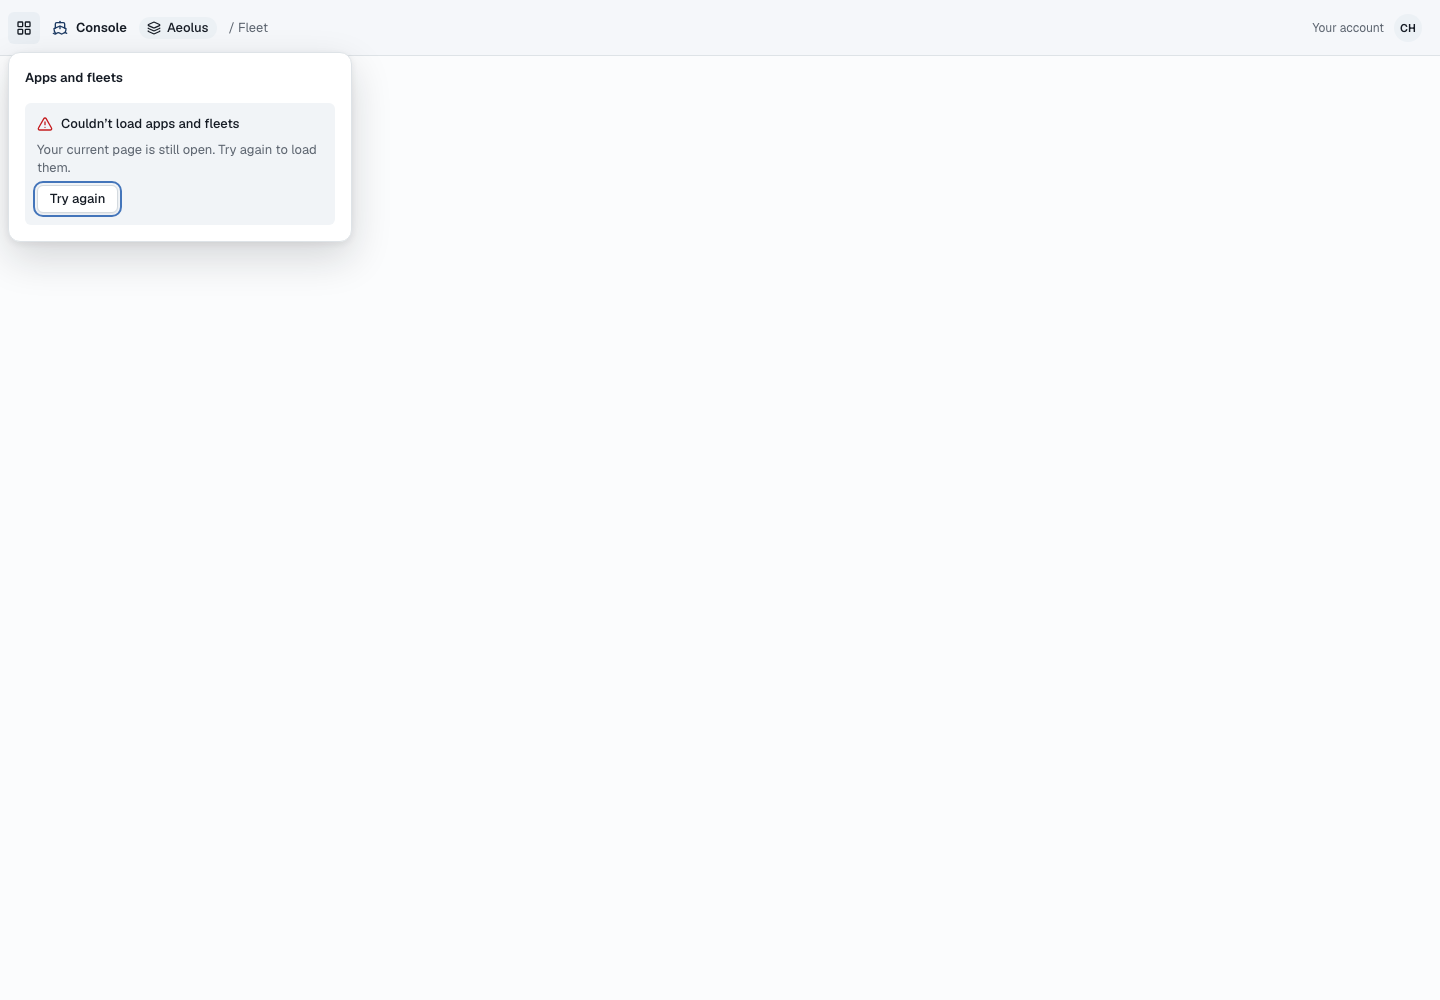 Console
Aeolus
/ Fleet
Your account
CH
Apps and fleets
Couldn’t load apps and fleets
Your current page is still open. Try again to load
them.
Try again